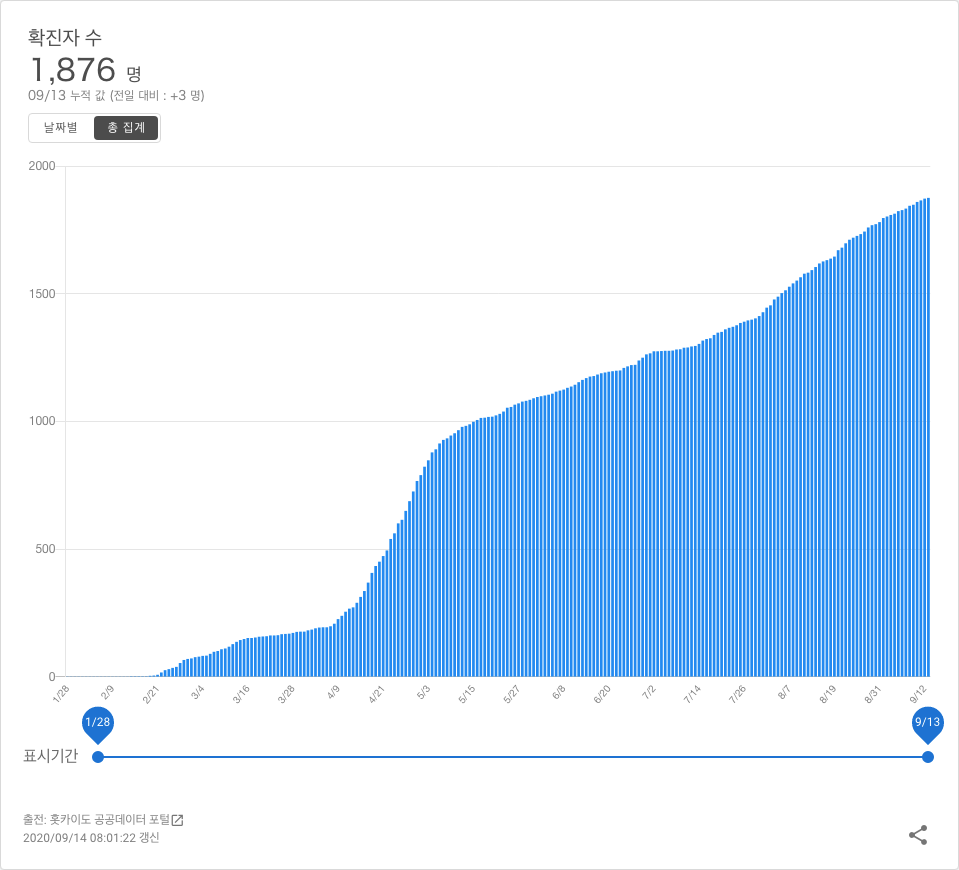 확진자 수
1,876 명
09/13 누적 값 (전일 대비 : +3 명)
날짜별 총 집계
2000
1500
1000
500
0
1/28 2/9 2/21 3/4 3/16 3/28 4/9 4/21 5/3 5/15 5/27 6/8 6/20 7/2 7/14 7/26 8/7 8/19 8/31 9/12
1/28 9/13
표시기간
출전: 홋카이도 공공데이터 포털
2020/09/14 08:01:22 갱신